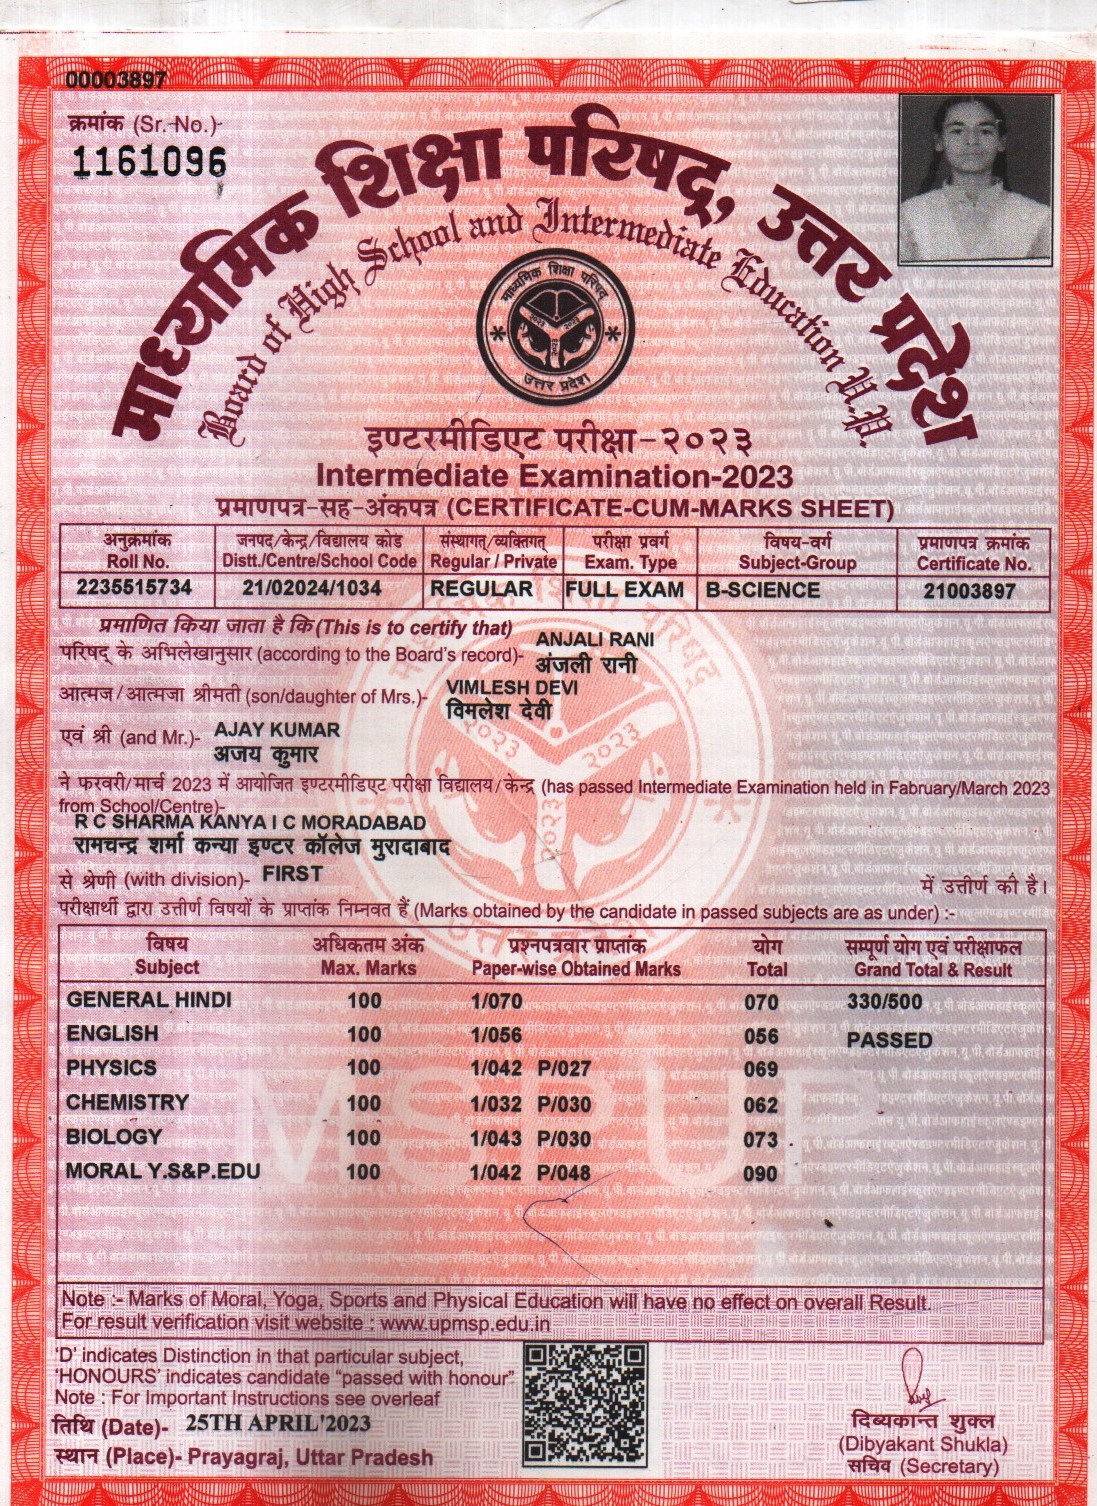 00003897
क्रमांक (Sr. No.)-
1161096
माध्यमिक शिक्षा परिषद्, उत्तर प्रदेश
Board of High School and Intermediate Education U.P.
माध्यमिक शिक्षा परिषद्
२०२३ २०२३
२०२३
उत्तर प्रदेश
इण्टरमीडिएट परीक्षा-२०२३
Intermediate Examination-2023
प्रमाणपत्र-सह-अंकपत्र (CERTIFICATE-CUM-MARKS SHEET)
अनुक्रमांक जनपद/केन्द्र/विद्यालय कोड संस्थागत्/व्यक्तिगत् परीक्षा प्रवर्ग विषय-वर्ग प्रमाणपत्र क्रमांक
Roll No. Distt./Centre/School Code Regular / Private Exam. Type Subject-Group Certificate No.
2235515734 21/02024/1034 REGULAR FULL EXAM B-SCIENCE 21003897
प्रमाणित किया जाता है कि (This is to certify that)
ANJALI RANI
परिषद् के अभिलेखानुसार (according to the Board's record)- अंजली रानी
VIMLESH DEVI
आत्मज/आत्मजा श्रीमती (son/daughter of Mrs.)- विमलेश देवी
AJAY KUMAR
एवं श्री (and Mr.)- अजय कुमार
ने फरवरी/मार्च 2023 में आयोजित इण्टरमीडिएट परीक्षा विद्यालय/केन्द्र (has passed Intermediate Examination held in Fabruary/March 2023
from School/Centre)-
R C SHARMA KANYA I C MORADABAD
रामचन्द्र शर्मा कन्या इण्टर कॉलेज मुरादाबाद
से श्रेणी (with division)- FIRST में उत्तीर्ण की है।
परीक्षार्थी द्वारा उत्तीर्ण विषयों के प्राप्तांक निम्नवत हैं (Marks obtained by the candidate in passed subjects are as under) :-
विषय अधिकतम अंक प्रश्नपत्रवार प्राप्तांक योग सम्पूर्ण योग एवं परीक्षाफल
Subject Max. Marks Paper-wise Obtained Marks Total Grand Total & Result
GENERAL HINDI 100 1/070 070 330/500
ENGLISH 100 1/056 056 PASSED
PHYSICS 100 1/042 P/027 069
CHEMISTRY 100 1/032 P/030 062
BIOLOGY 100 1/043 P/030 073
MORAL Y.S&P.EDU 100 1/042 P/048 090
MSPUP
Note :- Marks of Moral, Yoga, Sports and Physical Education will have no effect on overall Result.
For result verification visit website : www.upmsp.edu.in
'D' indicates Distinction in that particular subject,
'HONOURS' indicates candidate "passed with honour"
Note : For Important Instructions see overleaf
तिथि (Date)- 25TH APRIL'2023
स्थान (Place)- Prayagraj, Uttar Pradesh
दिब्यकान्त शुक्ल
(Dibyakant Shukla)
सचिव (Secretary)